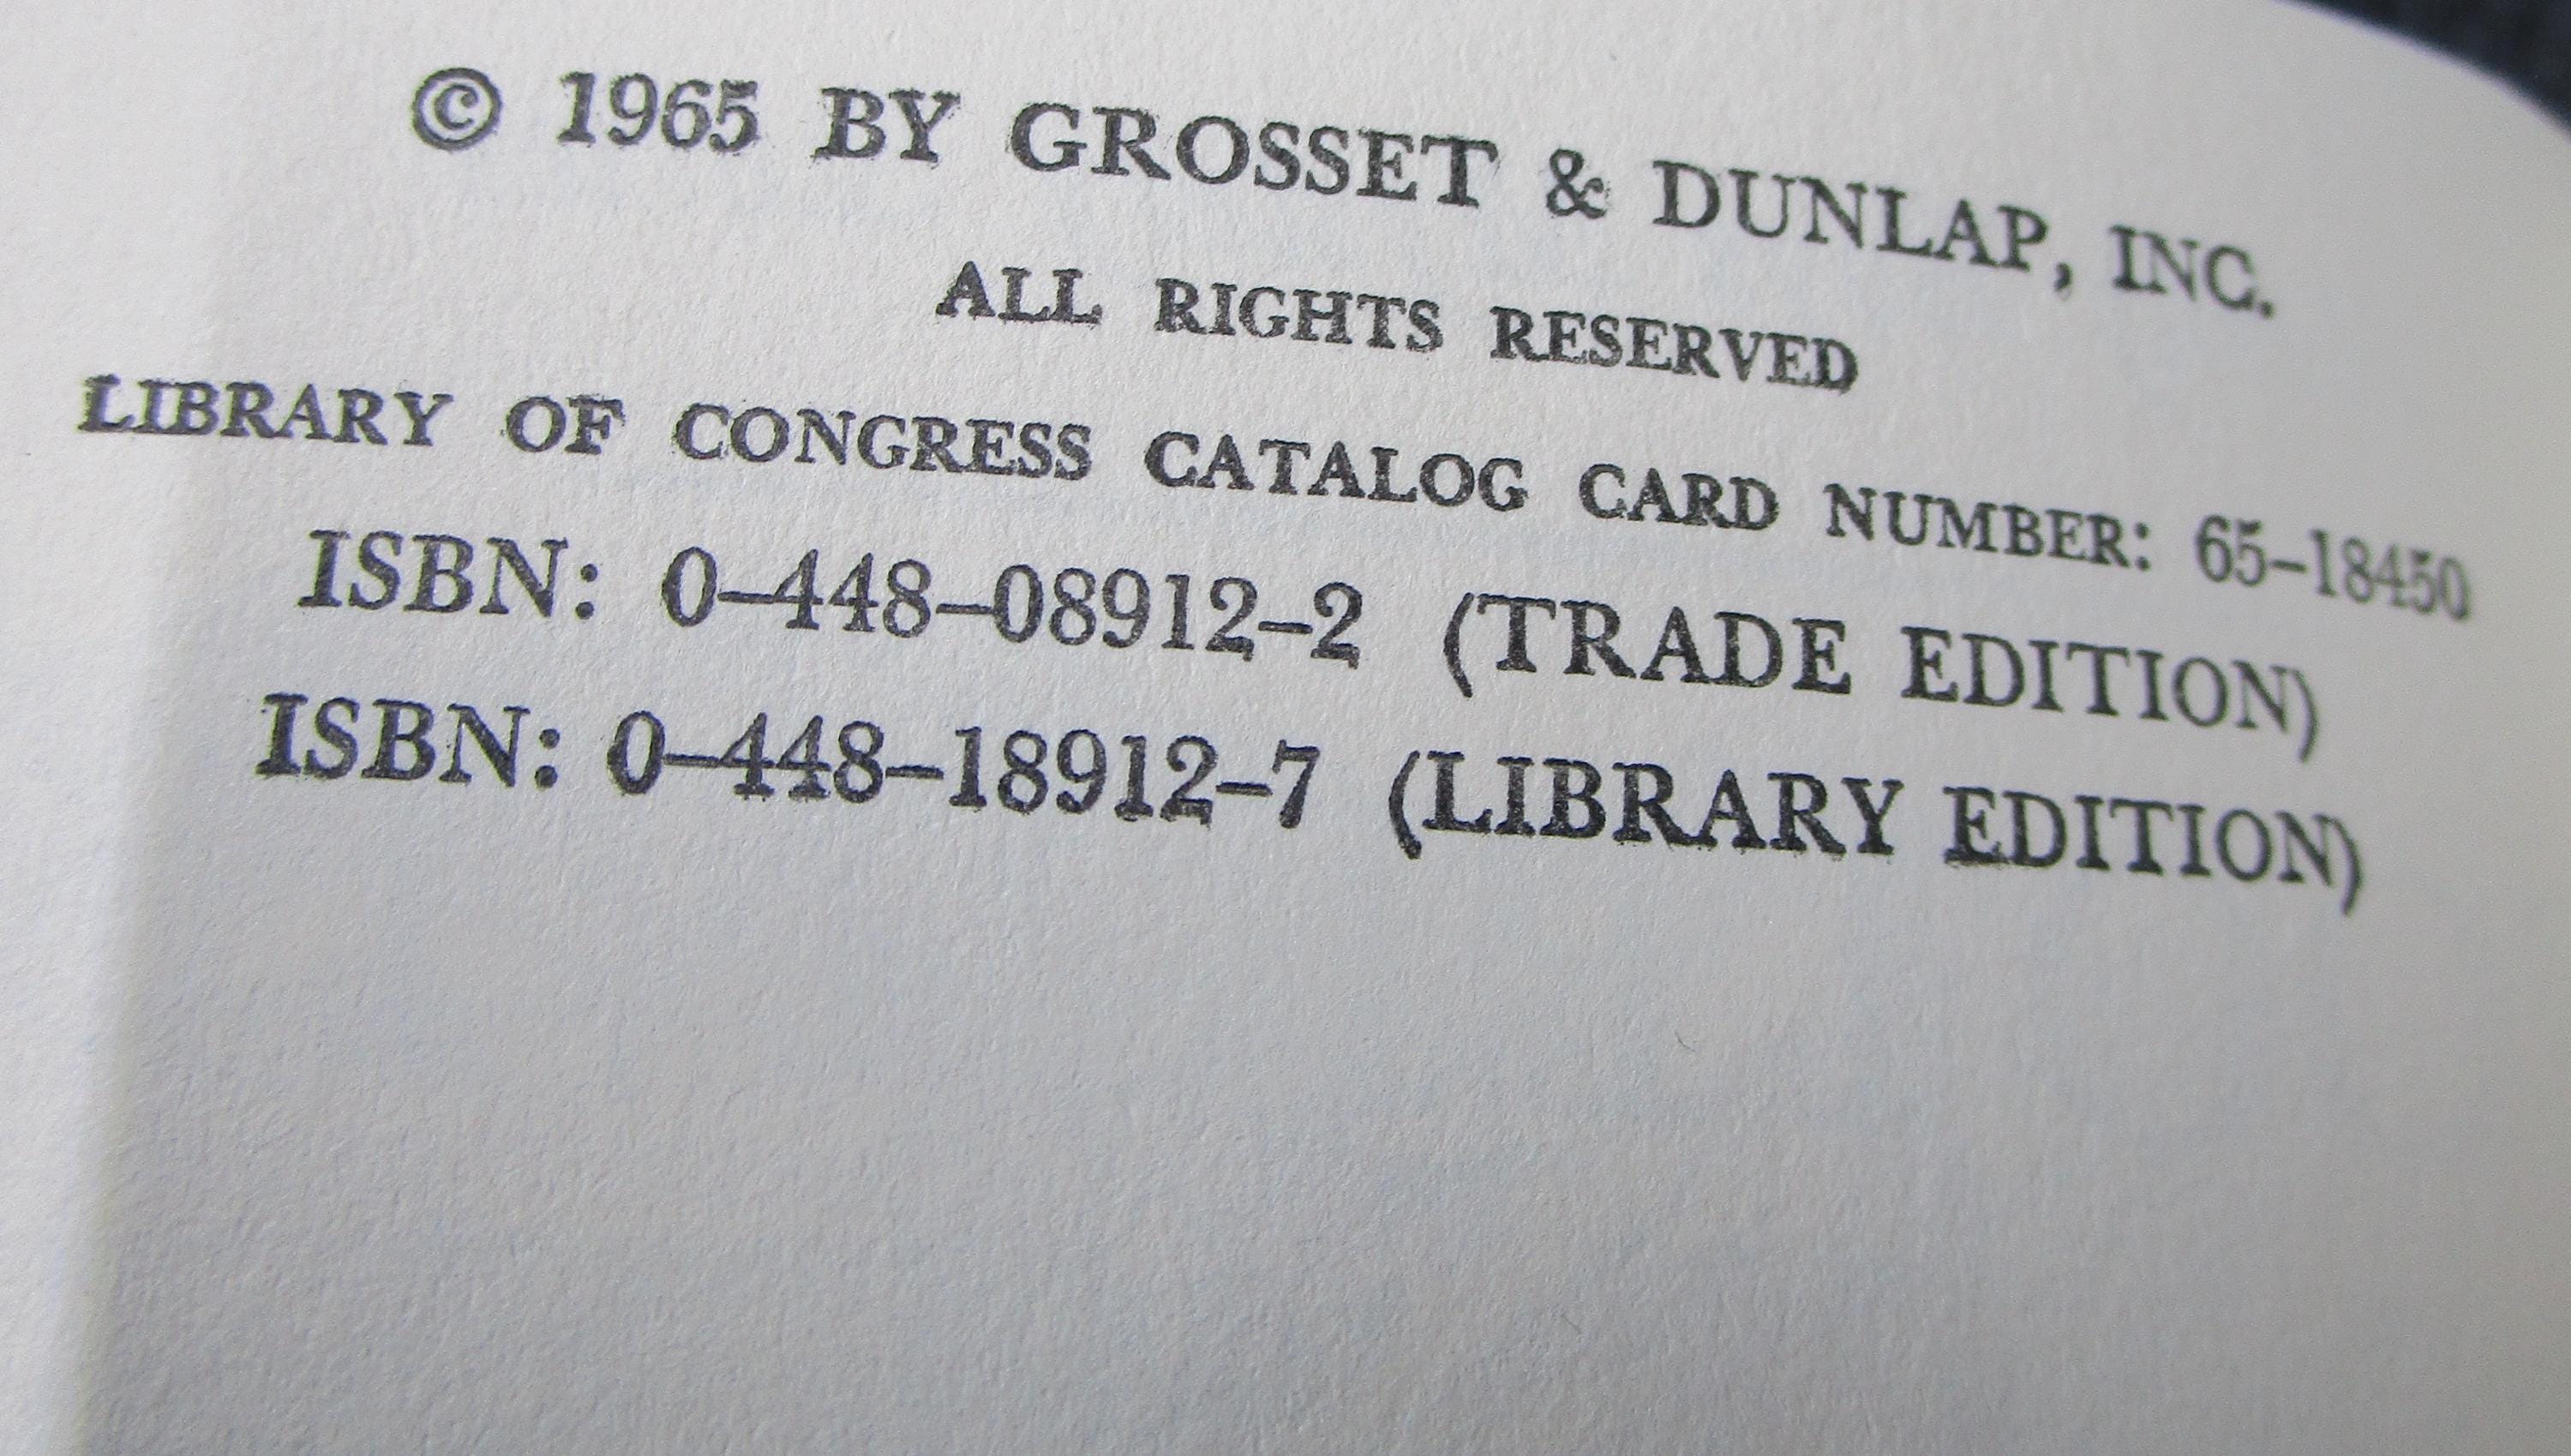 © 1965 BY GROSSET & DUNLAP, INC.
ALL RIGHTS RESERVED
LIBRARY OF CONGRESS CATALOG CARD NUMBER: 65–18450
ISBN: 0–448–08912–2 (TRADE EDITION)
ISBN: 0–448–18912–7 (LIBRARY EDITION)